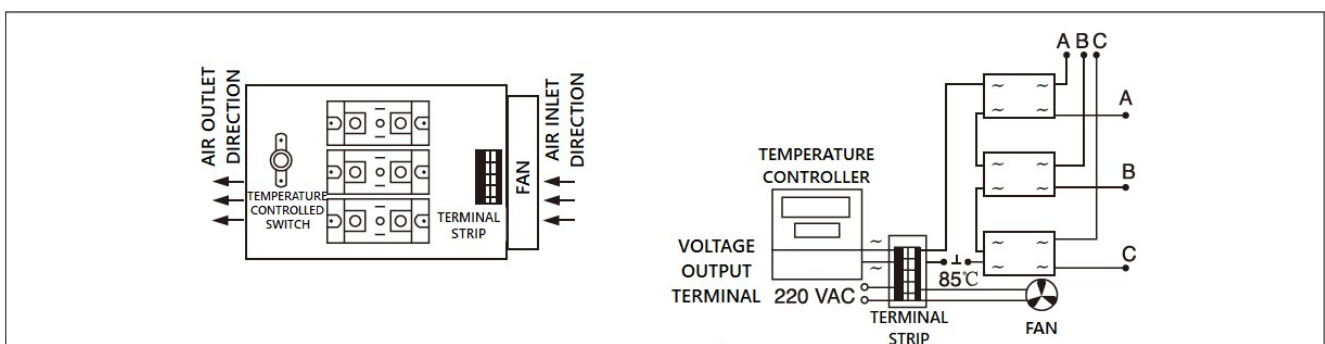 AIR OUTLET
DIRECTION
TEMPERATURE
CONTROLLED
SWITCH
TERMINAL
STRIP
FAN
AIR INLET
DIRECTION
A B C
A
B
C
TEMPERATURE
CONTROLLER
VOLTAGE
OUTPUT
TERMINAL
220 VAC
~ ~
~ ~
~ ~
~ ~
~ ~
~ ~
~
~
85℃
TERMINAL
STRIP
FAN